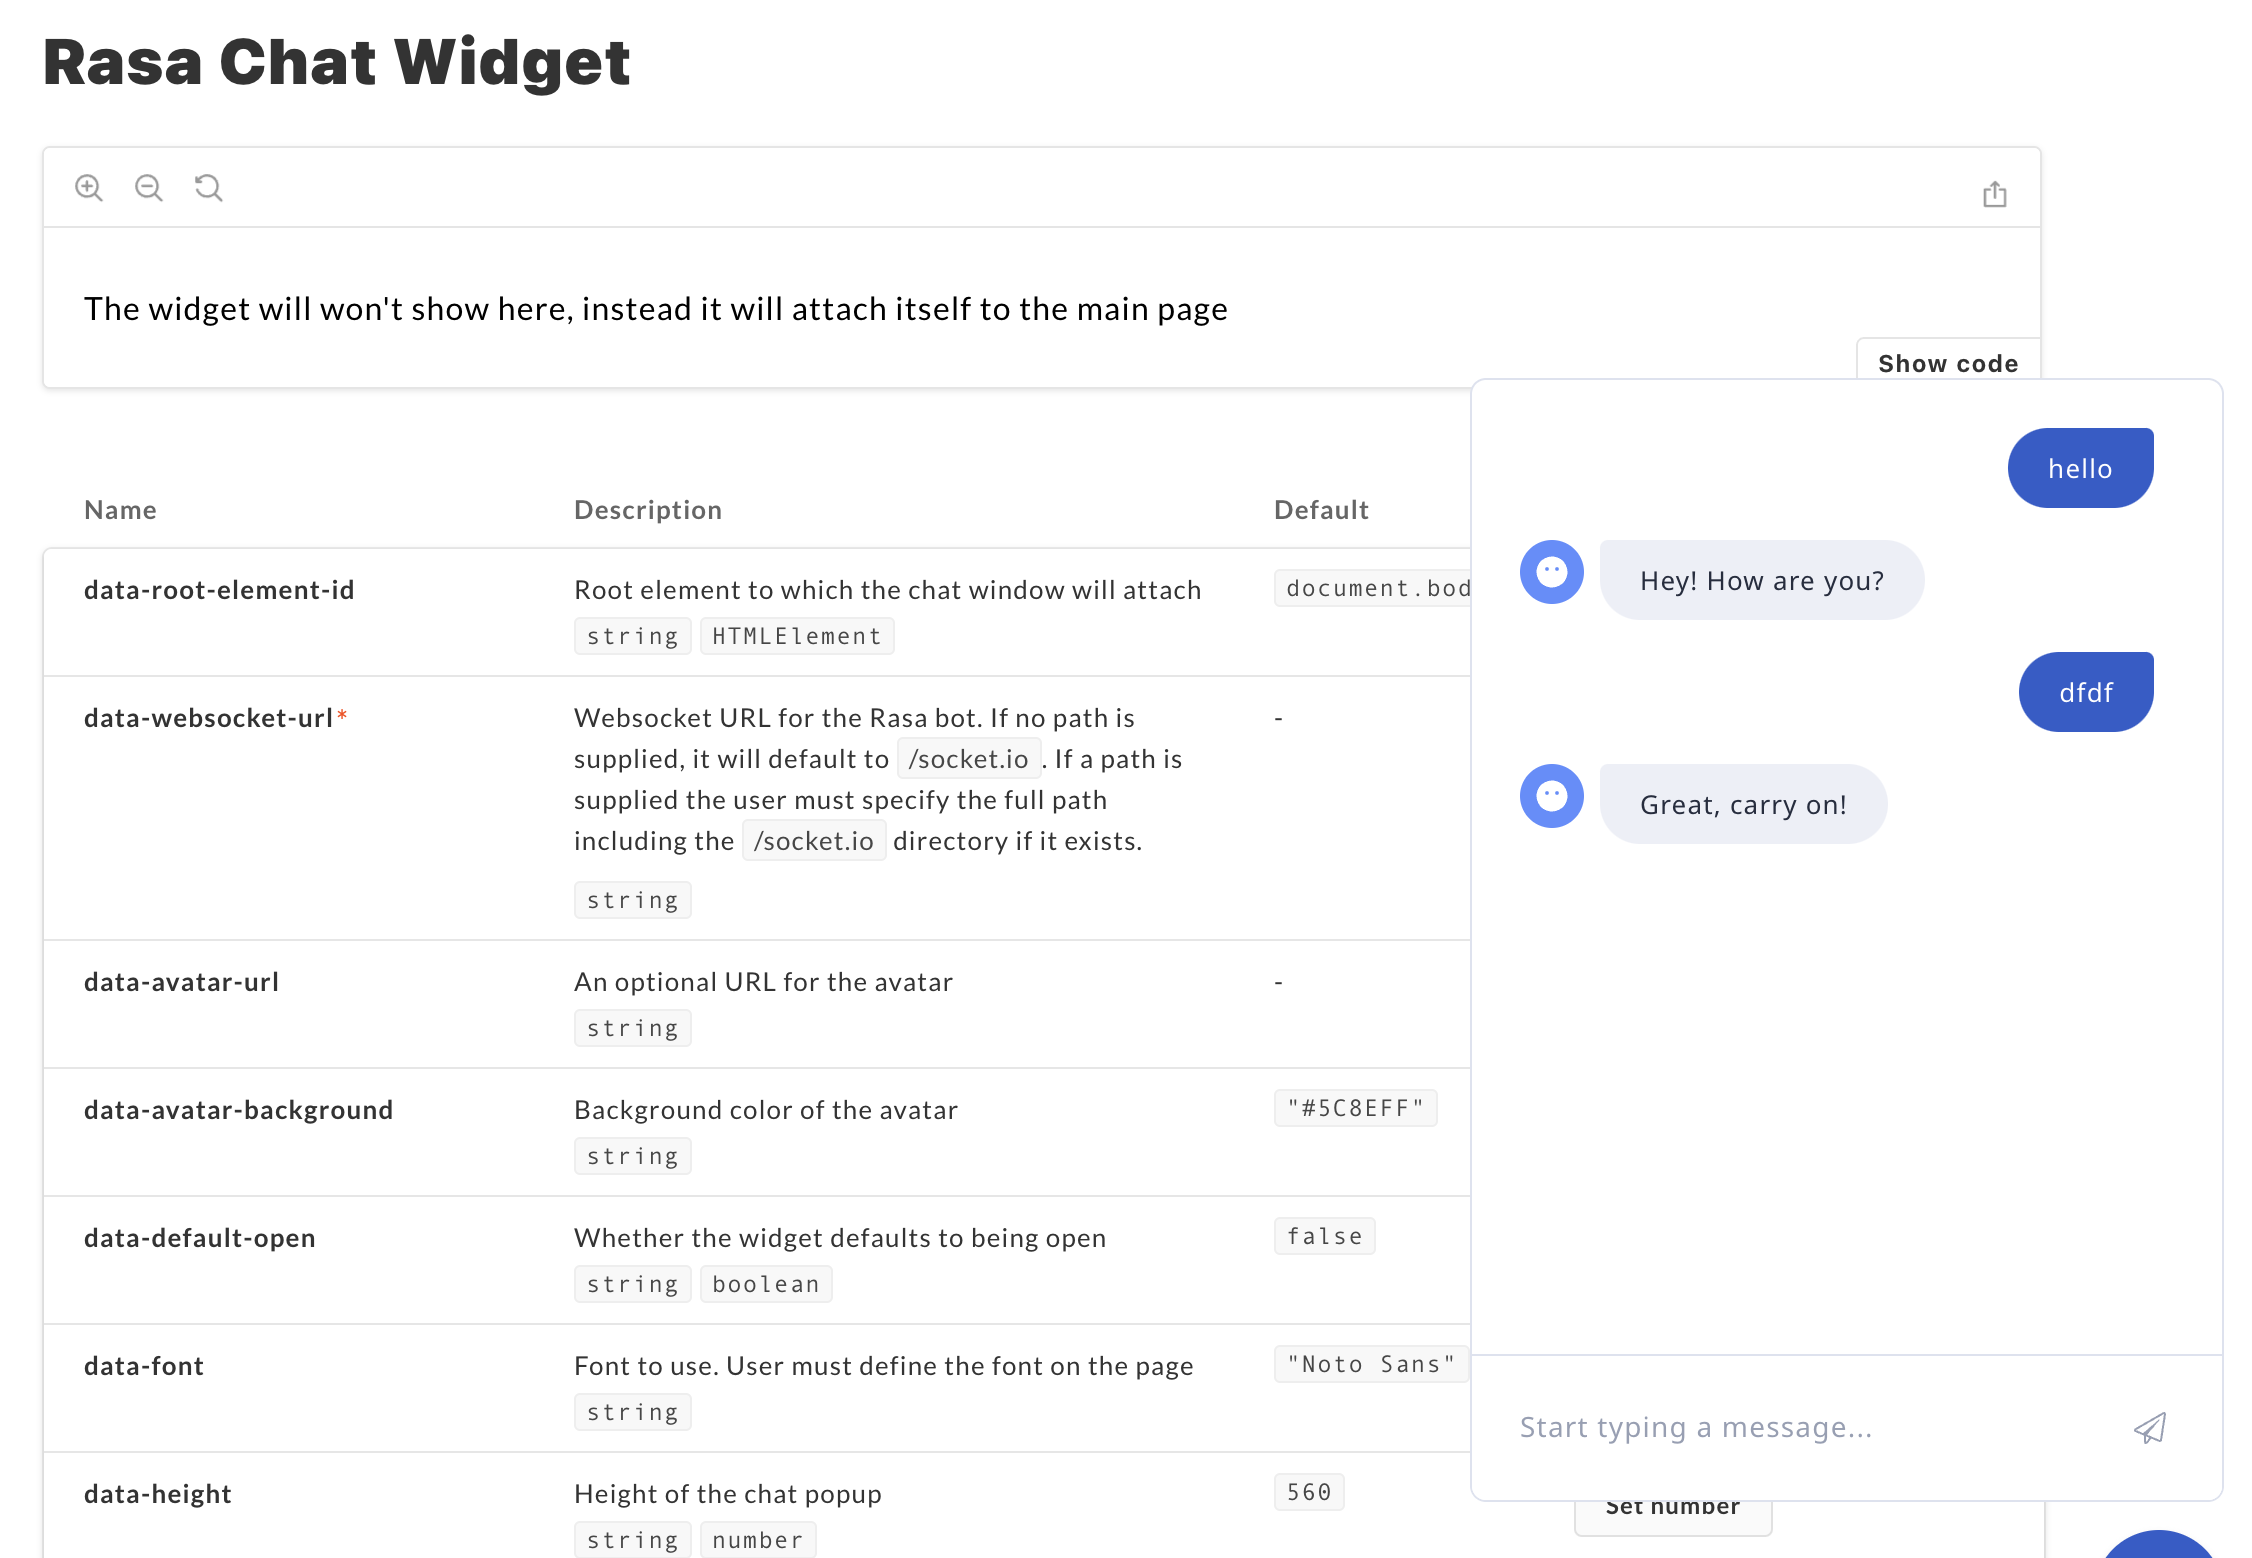 Rasa Chat Widget
The widget will won't show here, instead it will attach itself to the main page
Show code
Name Description Default
data-root-element-id Root element to which the chat window will attach document.bod
string HTMLElement
data-websocket-url* Websocket URL for the Rasa bot. If no path is -
supplied, it will default to /socket.io . If a path is
supplied the user must specify the full path
including the /socket.io directory if it exists.
string
data-avatar-url An optional URL for the avatar -
string
data-avatar-background Background color of the avatar "#5C8EFF"
string
data-default-open Whether the widget defaults to being open false
string boolean
data-font Font to use. User must define the font on the page "Noto Sans"
string
data-height Height of the chat popup 560
string number
Set number
hello
Hey! How are you?
dfdf
Great, carry on!
Start typing a message...